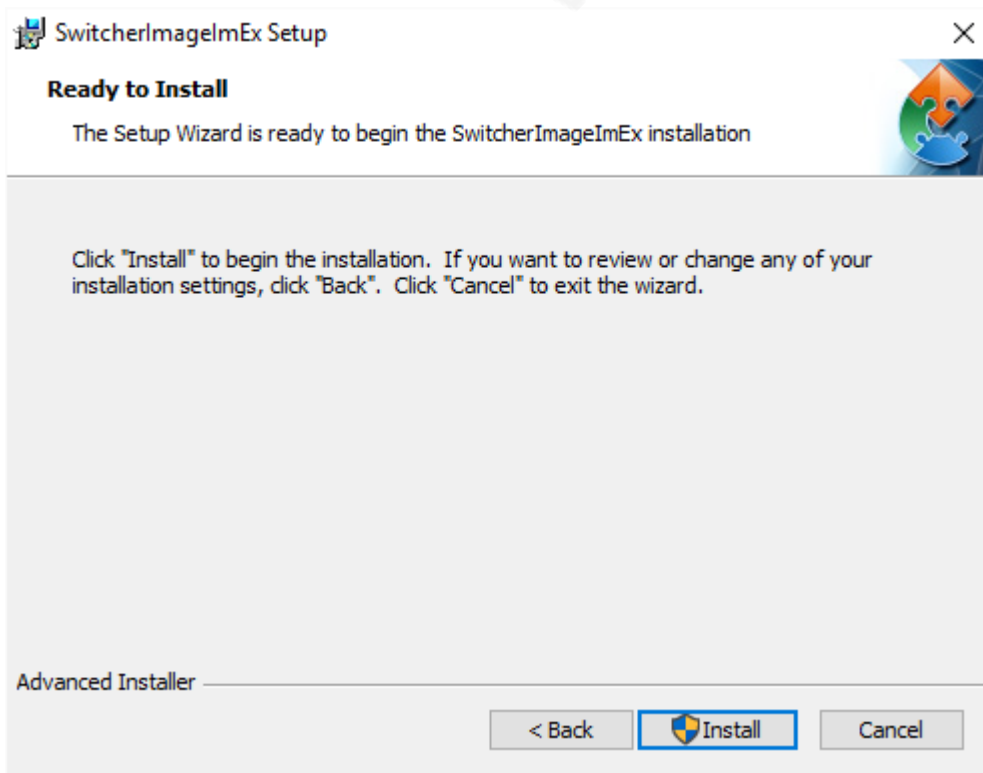 SwitcherImageImEx Setup
Ready to Install
The Setup Wizard is ready to begin the SwitcherImageImEx installation
Click "Install" to begin the installation.  If you want to review or change any of your
installation settings, click "Back".  Click "Cancel" to exit the wizard.
Advanced Installer
< Back
Install
Cancel